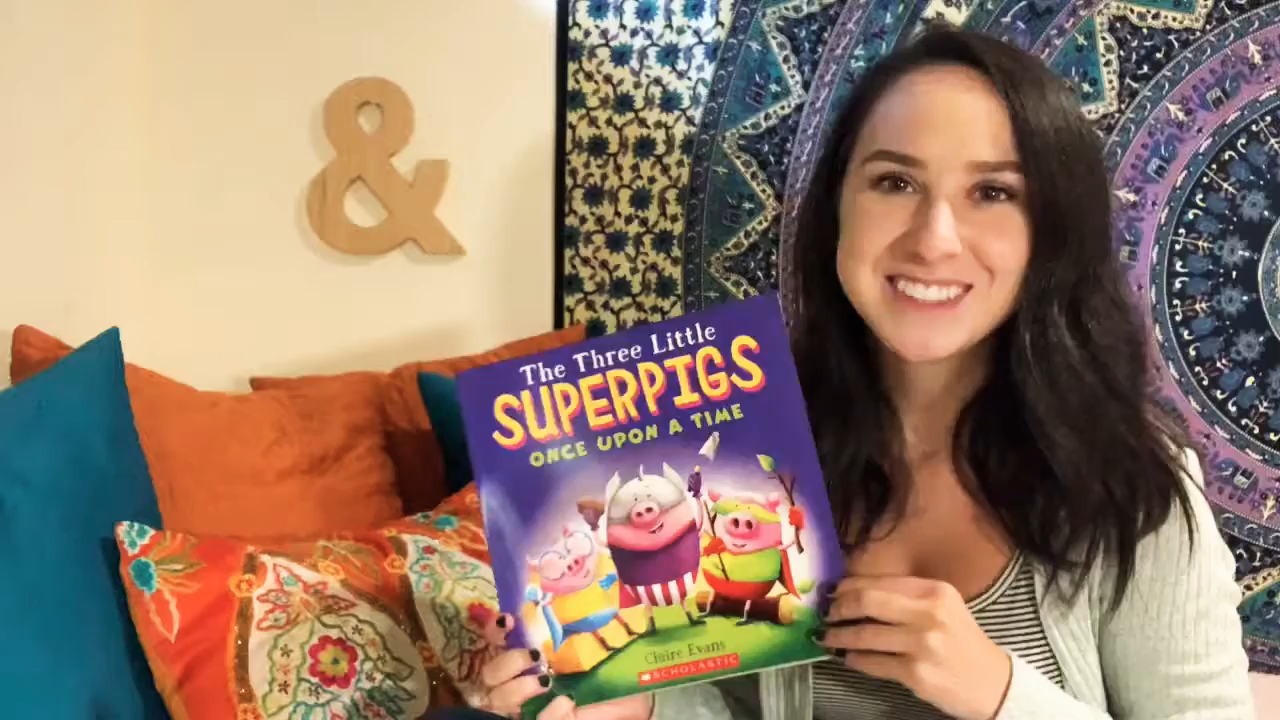 &
The Three Little
SUPERPIGS
ONCE UPON A TIME
Claire Evans
SCHOLASTIC